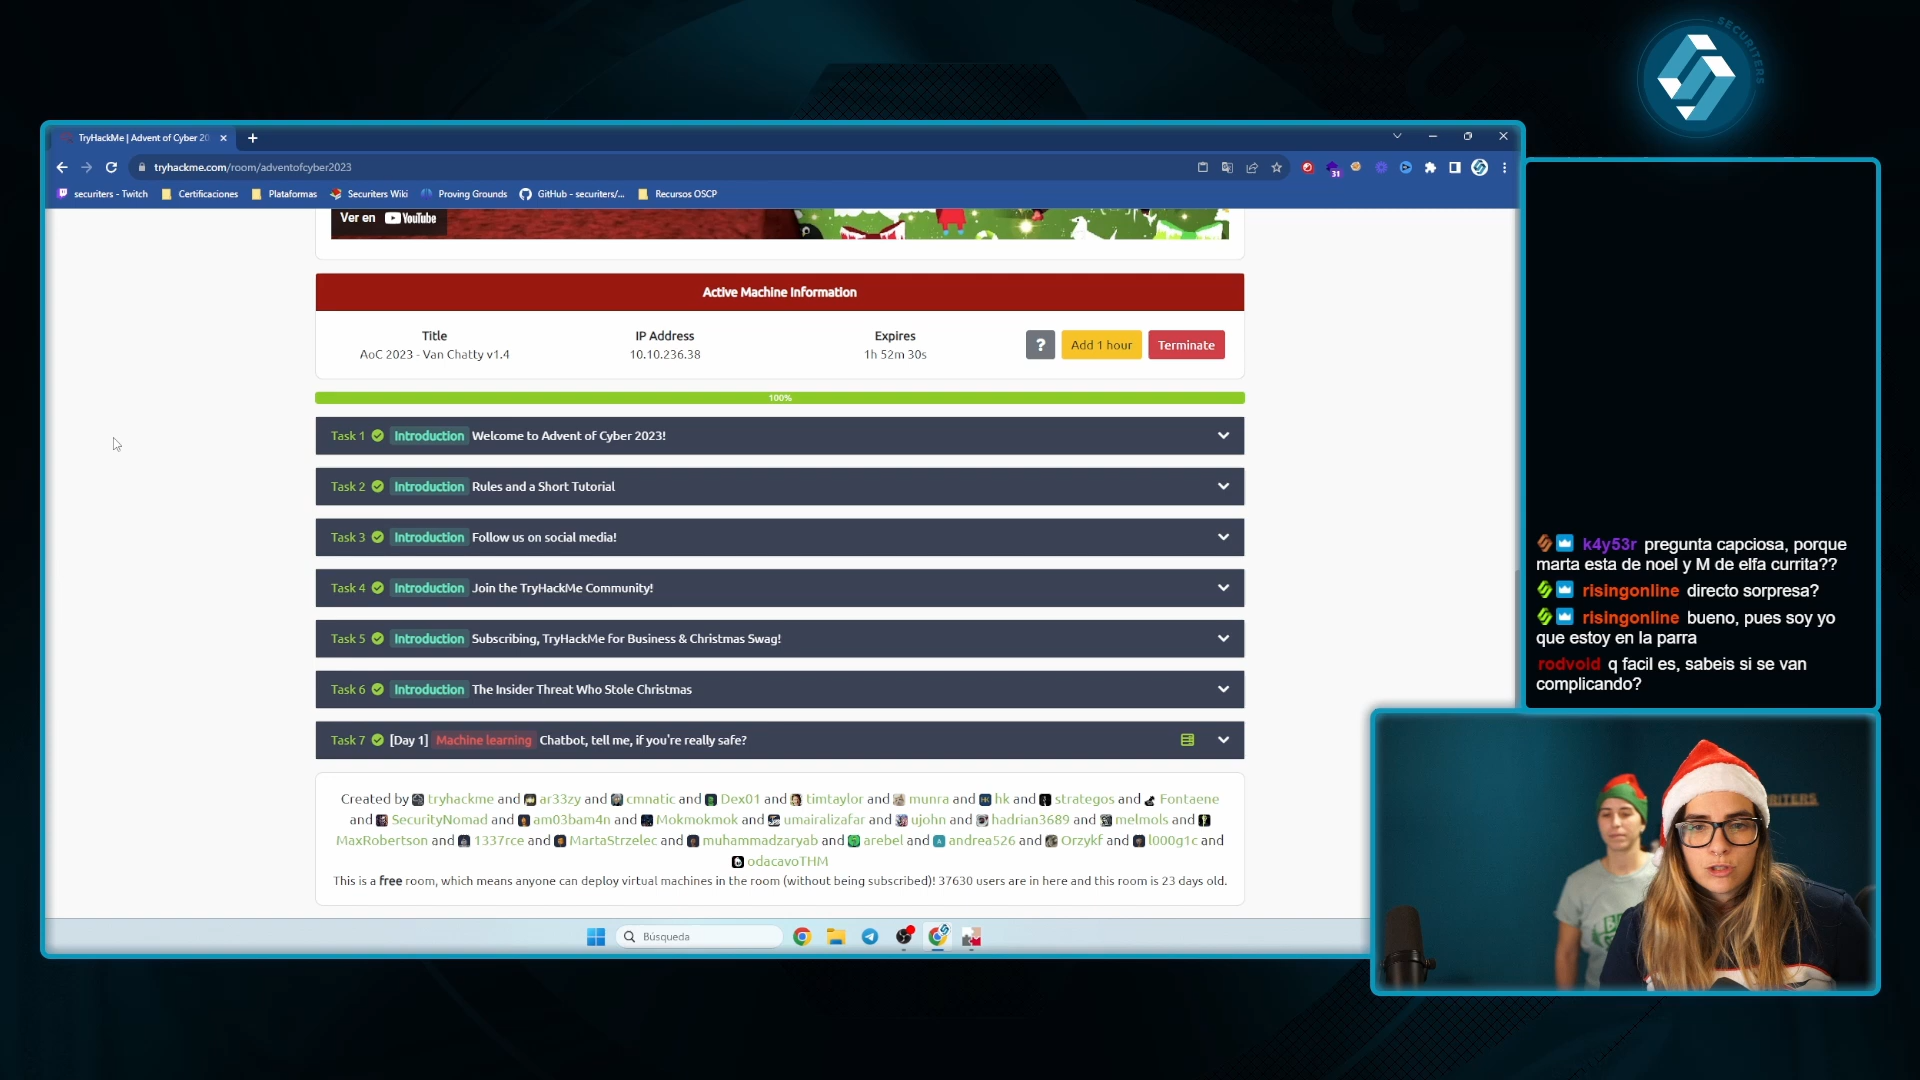 SECURITERS
TryHackMe | Advent of Cyber 20
tryhackme.com/room/adventofcyber2023
31
securiters - Twitch
Certificaciones
Plataformas
Securiters Wiki
Proving Grounds
GitHub - securiters/...
Recursos OSCP
Ver en YouTube
Active Machine Information
Title IP Address Expires
AoC 2023 - Van Chatty v1.4 10.10.236.38 1h 52m 30s
? Add 1 hour Terminate
100%
Task 1 Introduction Welcome to Advent of Cyber 2023!
Task 2 Introduction Rules and a Short Tutorial
Task 3 Introduction Follow us on social media!
Task 4 Introduction Join the TryHackMe Community!
Task 5 Introduction Subscribing, TryHackMe for Business & Christmas Swag!
Task 6 Introduction The Insider Threat Who Stole Christmas
Task 7 [Day 1] Machine learning Chatbot, tell me, if you're really safe?
Created by tryhackme and ar33zy and cmnatic and Dex01 and timtaylor and munra and hk and strategos and Fontaene
and SecurityNomad and am03bam4n and Mokmokmok and umairalizafar and ujohn and hadrian3689 and melmols and
MaxRobertson and 1337rce and MartaStrzelec and muhammadzaryab and arebel and andrea526 and Orzykf and l000g1c and
odacavoTHM
This is a free room, which means anyone can deploy virtual machines in the room (without being subscribed)! 37630 users are in here and this room is 23 days old.
Búsqueda
k4y53r pregunta capciosa, porque
marta esta de noel y M de elfa currita??
risingonline directo sorpresa?
risingonline bueno, pues soy yo
que estoy en la parra
rodvold q facil es, sabeis si se van
complicando?